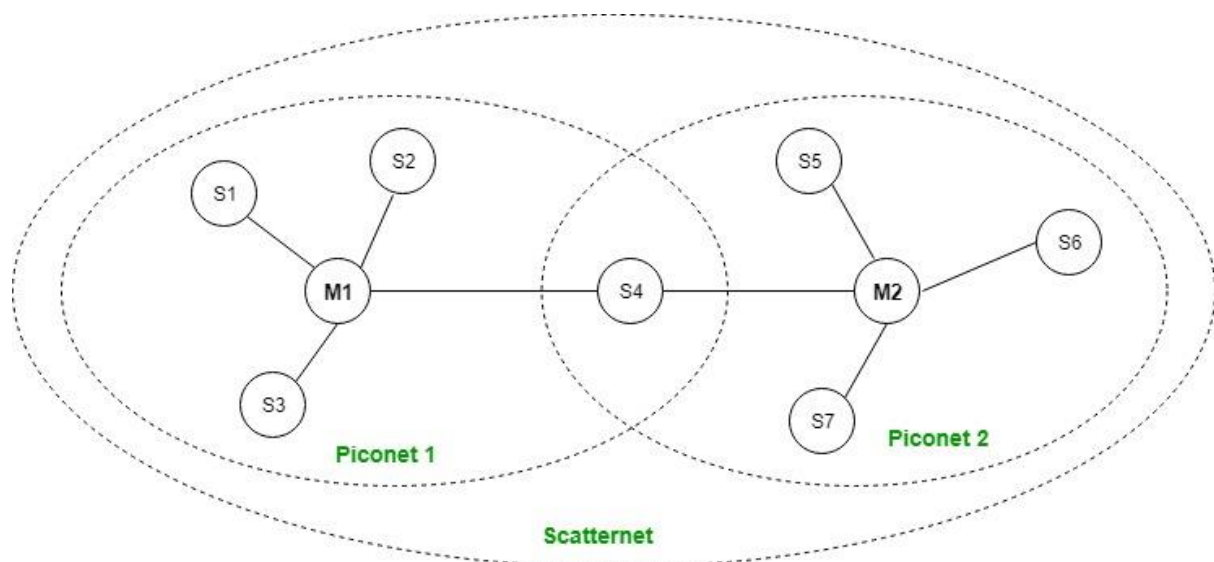 S2
S5
S1
S6
M1
S4
M2
S3
S7
Piconet 1
Piconet 2
Scatternet